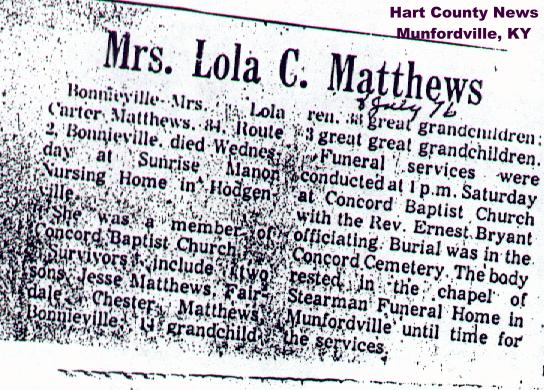 Hart County News
Munfordville, KY
Mrs. Lola C. Matthews
8 July 76
Bonnieville-Mrs. Lola
Carter Matthews, 84, Route
2, Bonnieville, died Wednes-
day at Sunrise Manor
Nursing Home in Hodgen-
ville.
She was a member of
Concord Baptist Church.
Survivors include two
sons, Jesse Matthews, Fair-
dale, Chester Matthews,
Bonnieville; grandchild-
ren, great grandchildren;
3 great great grandchildren.
Funeral services were
conducted at 1 p.m. Saturday
at Concord Baptist Church
with the Rev. Ernest Bryant
officiating. Burial was in the
Concord Cemetery. The body
rested in the chapel of
Stearman Funeral Home in
Munfordville until time for
the services.